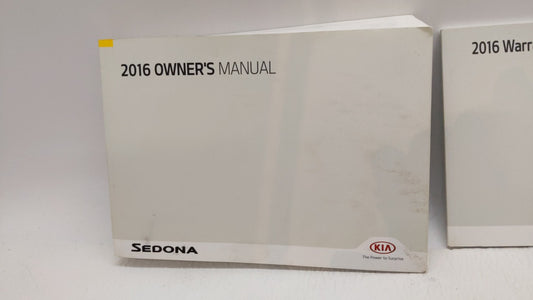 2016 OWNER'S MANUAL
SEDONA
KIA
The Power to Surprise
2016 Warr